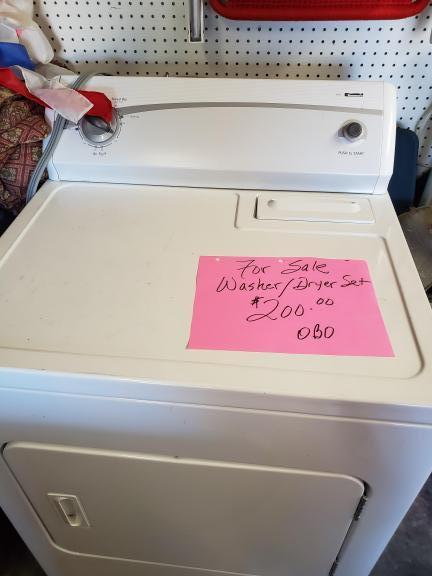 PUSH to START
For Sale
Washer/Dryer Set
$200.00
OBO